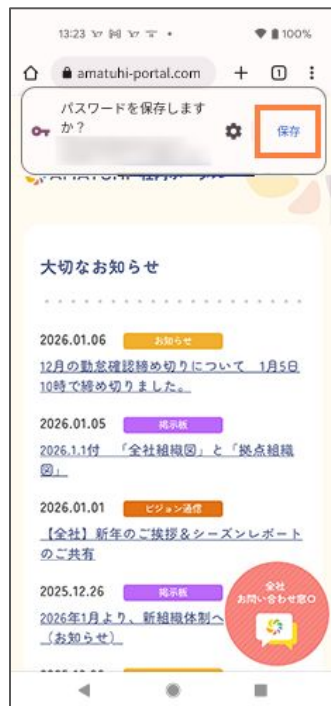 13:23
100%
amatuhi-portal.com
1
パスワードを保存します
か？
保存
大切なお知らせ
2026.01.06 お知らせ
12月の勤怠確認締め切りについて 1月5日
10時で締め切りました。
2026.01.05 掲示板
2026.1.1付 「全社組織図」と「拠点組織
図」
2026.01.01 ビジョン通信
【全社】新年のご挨拶＆シーズンレポート
のご共有
2025.12.26 掲示板
2026年1月より、新組織体制へ
（お知らせ）
全社
お問い合わせ窓口